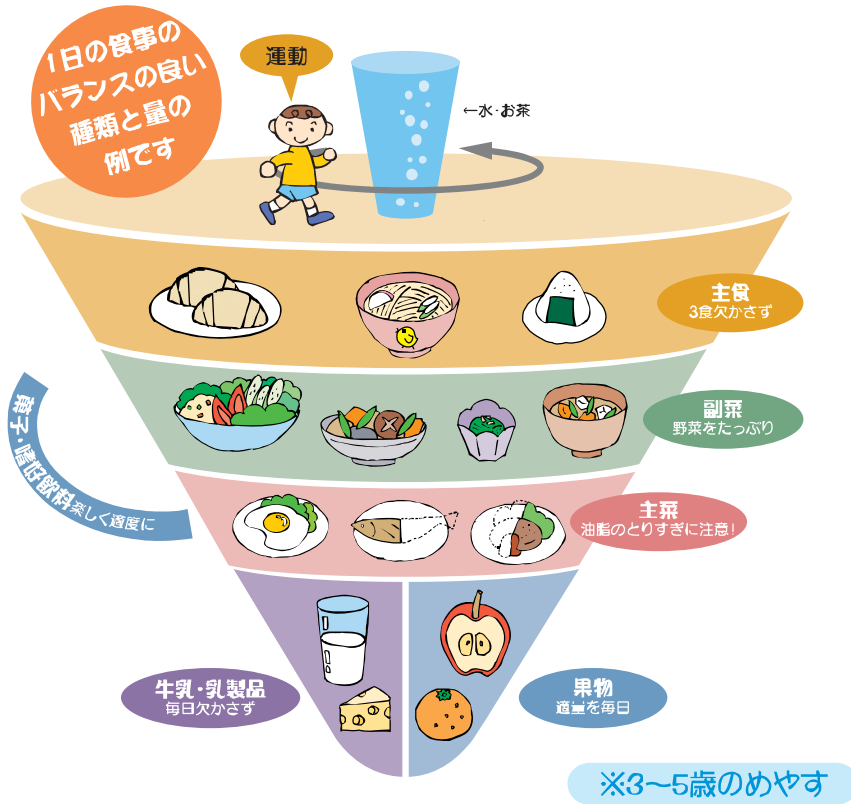 1日の食事の
バランスの良い
種類と量の
例です
運動
←水・お茶
主食
3食欠かさず
副菜
野菜をたっぷり
菓子・嗜好飲料 楽しく適度に
主菜
油脂のとりすぎに注意!
牛乳・乳製品
毎日欠かさず
果物
適量を毎日
※3〜5歳のめやす